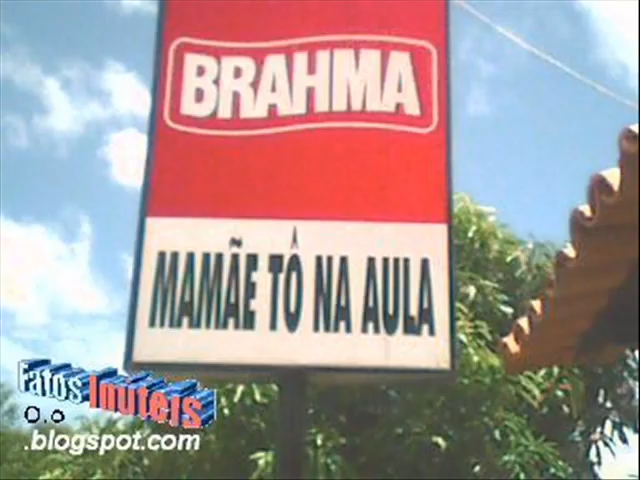 BRAHMA
MAMÃE TÔ NA AULA
Fatos Inuteis
O.o
.blogspot.com